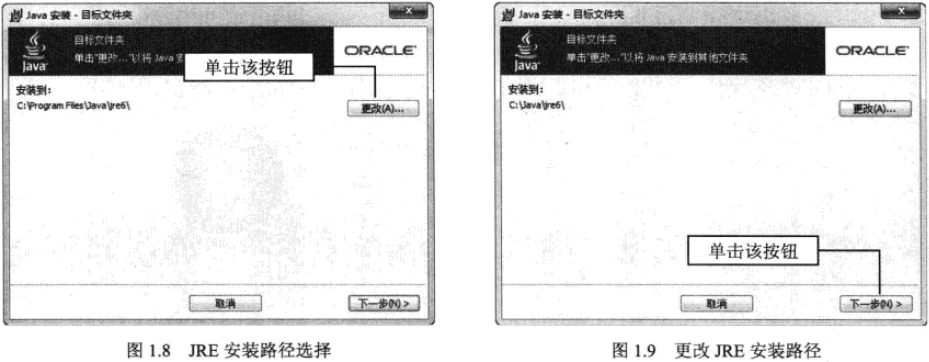 Java 安装 - 目标文件夹
目标文件夹
单击"更改..."以将 Java 安
单击该按钮
Java
ORACLE
安装到:
C:\Program Files\Java\jre6\
更改(A)...
取消
下一步(N) >
图 1.8 JRE 安装路径选择
Java 安装 - 目标文件夹
目标文件夹
单击"更改..."以将 Java 安装到其他文件夹
Java
ORACLE
安装到:
C:\Java\jre6\
更改(A)...
单击该按钮
取消
下一步(N) >
图 1.9 更改 JRE 安装路径